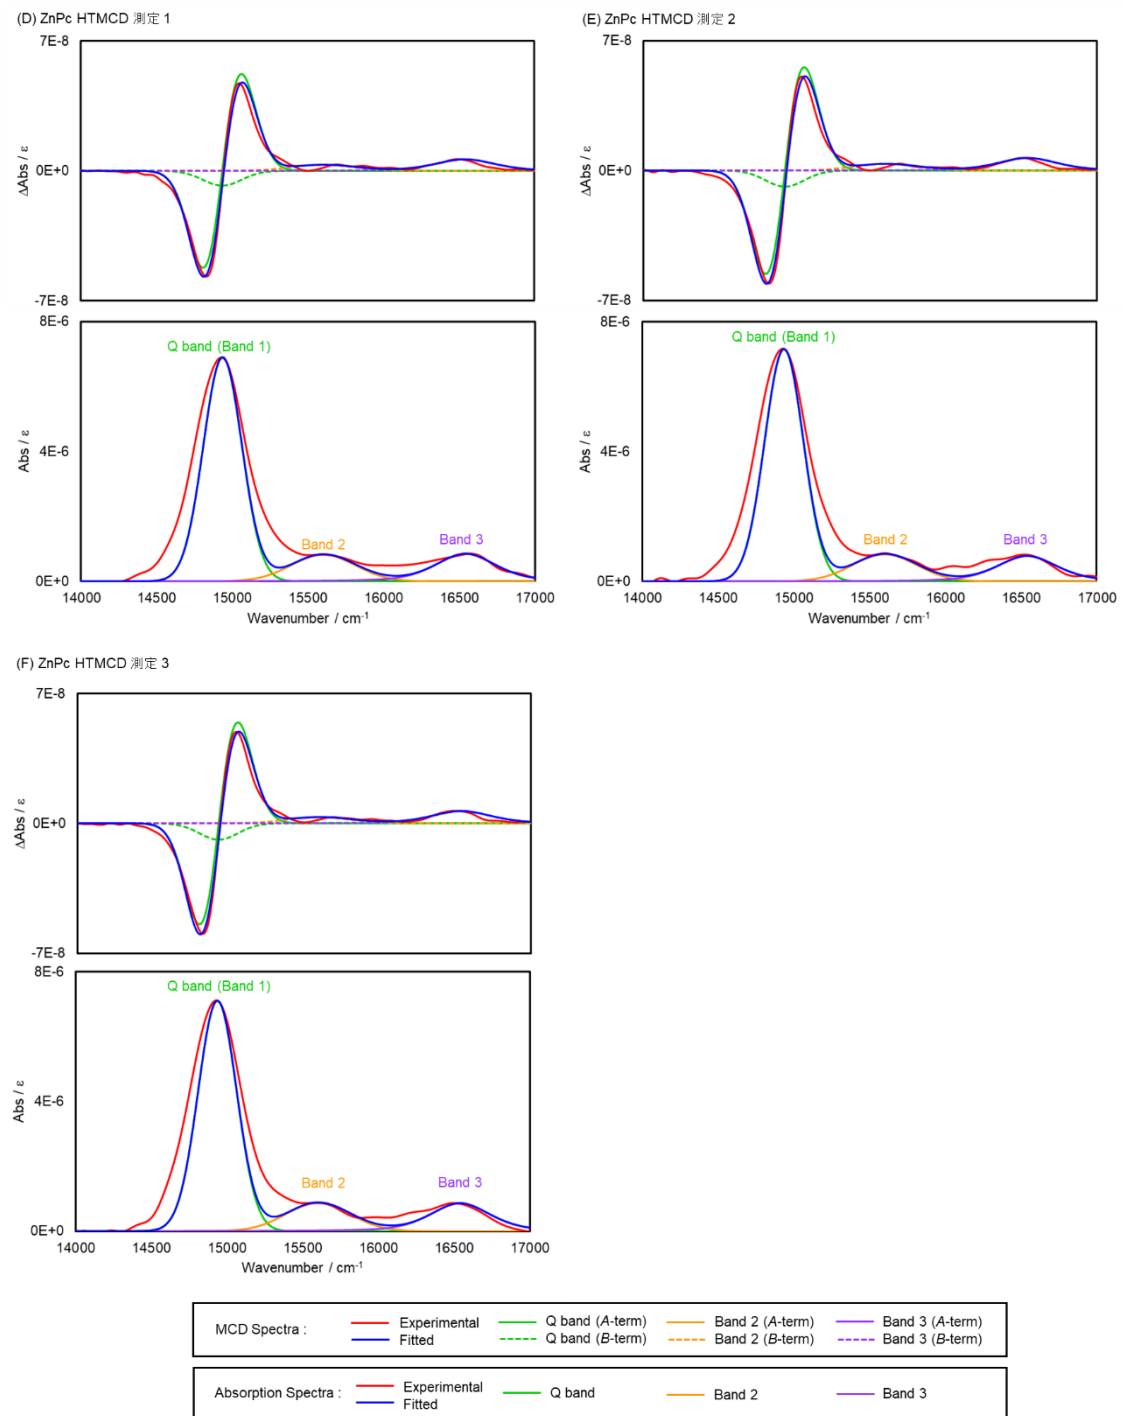 (D) ZnPc HTMCD 測定 1
7E-8
0E+0
-7E-8
ΔAbs / ε
8E-6
4E-6
0E+0
Abs / ε
Q band (Band 1)
Band 2
Band 3
14000 14500 15000 15500 16000 16500 17000
Wavenumber / cm-1
(E) ZnPc HTMCD 測定 2
7E-8
0E+0
-7E-8
ΔAbs / ε
8E-6
4E-6
0E+0
Abs / ε
Q band (Band 1)
Band 2
Band 3
14000 14500 15000 15500 16000 16500 17000
Wavenumber / cm-1
(F) ZnPc HTMCD 測定 3
7E-8
0E+0
-7E-8
ΔAbs / ε
8E-6
4E-6
0E+0
Abs / ε
Q band (Band 1)
Band 2
Band 3
14000 14500 15000 15500 16000 16500 17000
Wavenumber / cm-1
MCD Spectra :
Experimental
Fitted
Q band (A-term)
Q band (B-term)
Band 2 (A-term)
Band 2 (B-term)
Band 3 (A-term)
Band 3 (B-term)
Absorption Spectra :
Experimental
Fitted
Q band
Band 2
Band 3